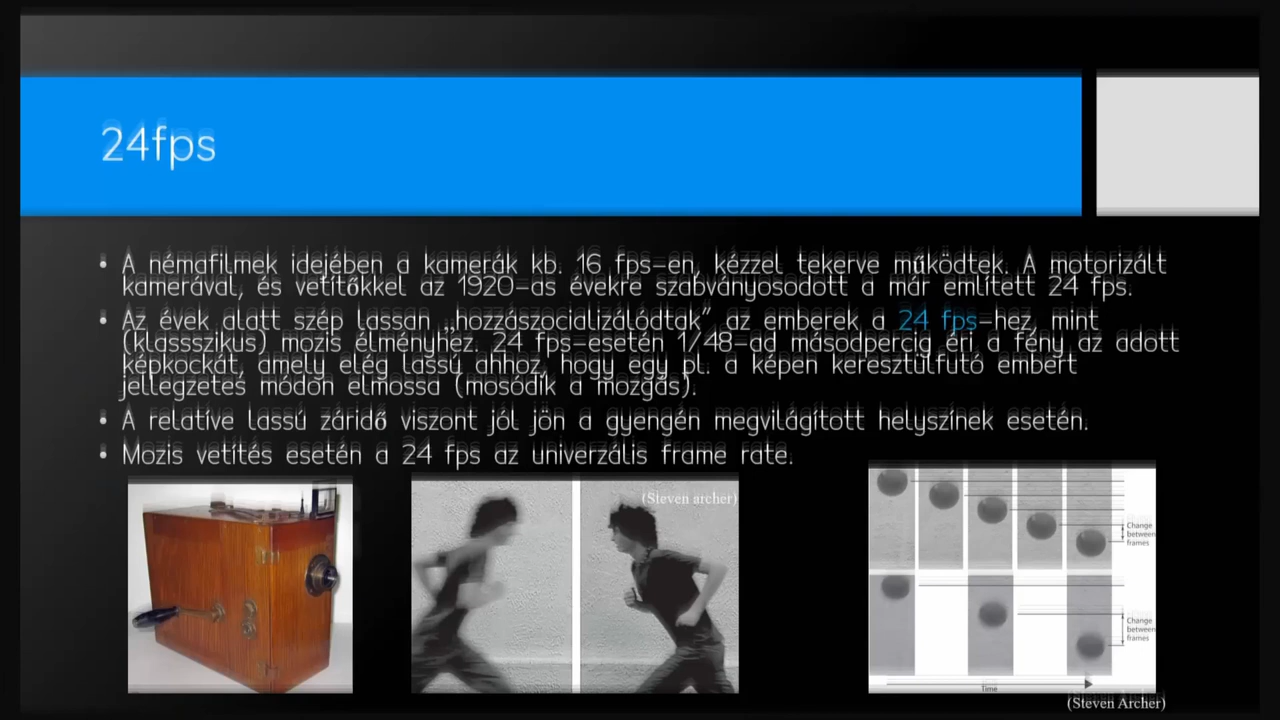 24fps
• A némafilmek idejében a kamerák kb. 16 fps-en, kézzel tekerve működtek. A motorizált
kamerával, és vetítőkkel az 1920-as évekre szabványosodott a már említett 24 fps.
• Az évek alatt szép lassan „hozzászocializálódtak” az emberek a 24 fps-hez, mint
(klassszikus) mozis élményhez. 24 fps-esetén 1/48-ad másodpercig éri a fény az adott
képkockát, amely elég lassú ahhoz, hogy egy pl. a képen keresztülfutó embert
jellegzetes módon elmossa (mosódik a mozgás).
• A relatíve lassú záridő viszont jól jön a gyengén megvilágított helyszínek esetén.
• Mozis vetítés esetén a 24 fps az univerzális frame rate.
(Steven archer)
Change
between
frames
Change
between
frames
Time
(Steven Archer)